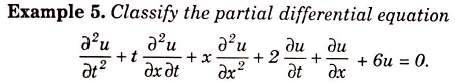 Example 5. Classify the partial differential equation
∂²u/∂t² + t ∂²u/∂x∂t + x ∂²u/∂x² + 2 ∂u/∂t + ∂u/∂x + 6u = 0.